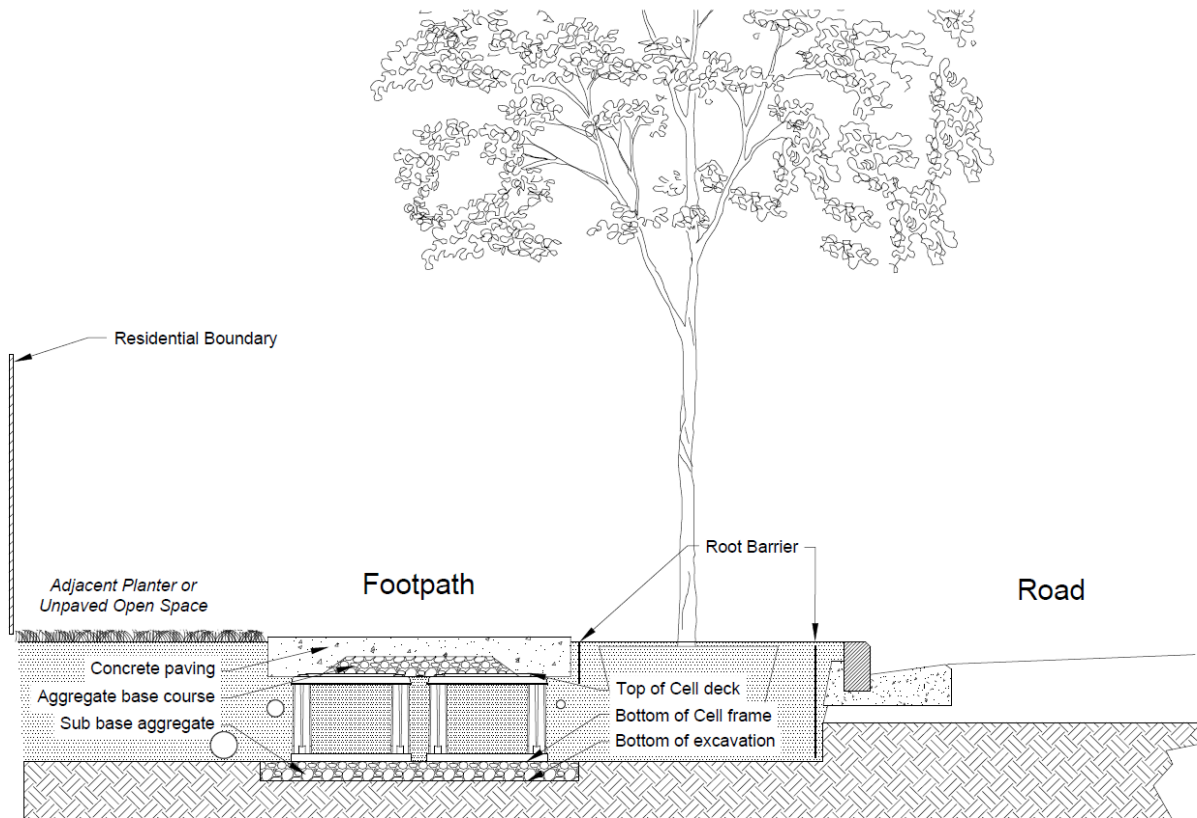 Residential Boundary
Root Barrier
Footpath
Road
Adjacent Planter or
Unpaved Open Space
Concrete paving
Aggregate base course
Sub base aggregate
Top of Cell deck
Bottom of Cell frame
Bottom of excavation